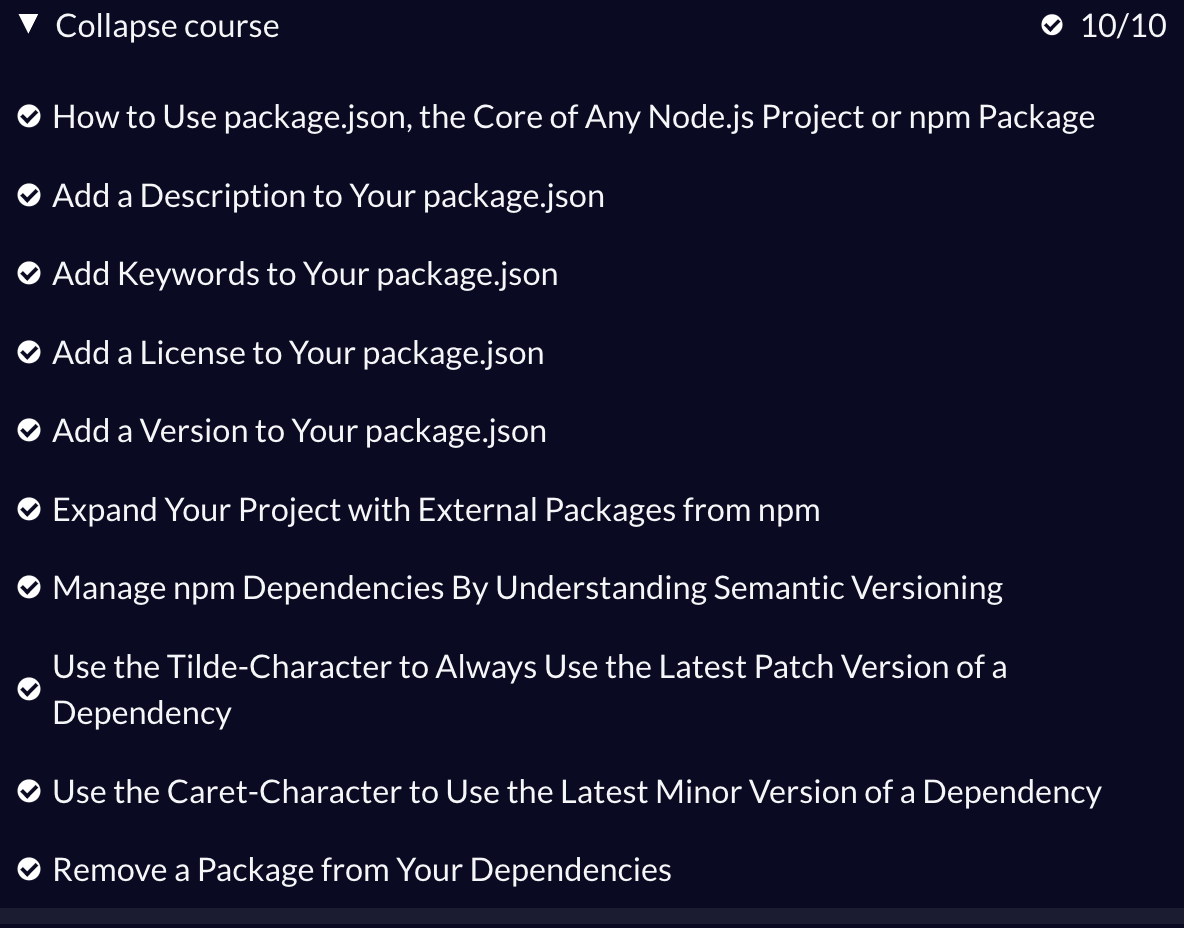 Collapse course 10/10
How to Use package.json, the Core of Any Node.js Project or npm Package
Add a Description to Your package.json
Add Keywords to Your package.json
Add a License to Your package.json
Add a Version to Your package.json
Expand Your Project with External Packages from npm
Manage npm Dependencies By Understanding Semantic Versioning
Use the Tilde-Character to Always Use the Latest Patch Version of a
Dependency
Use the Caret-Character to Use the Latest Minor Version of a Dependency
Remove a Package from Your Dependencies